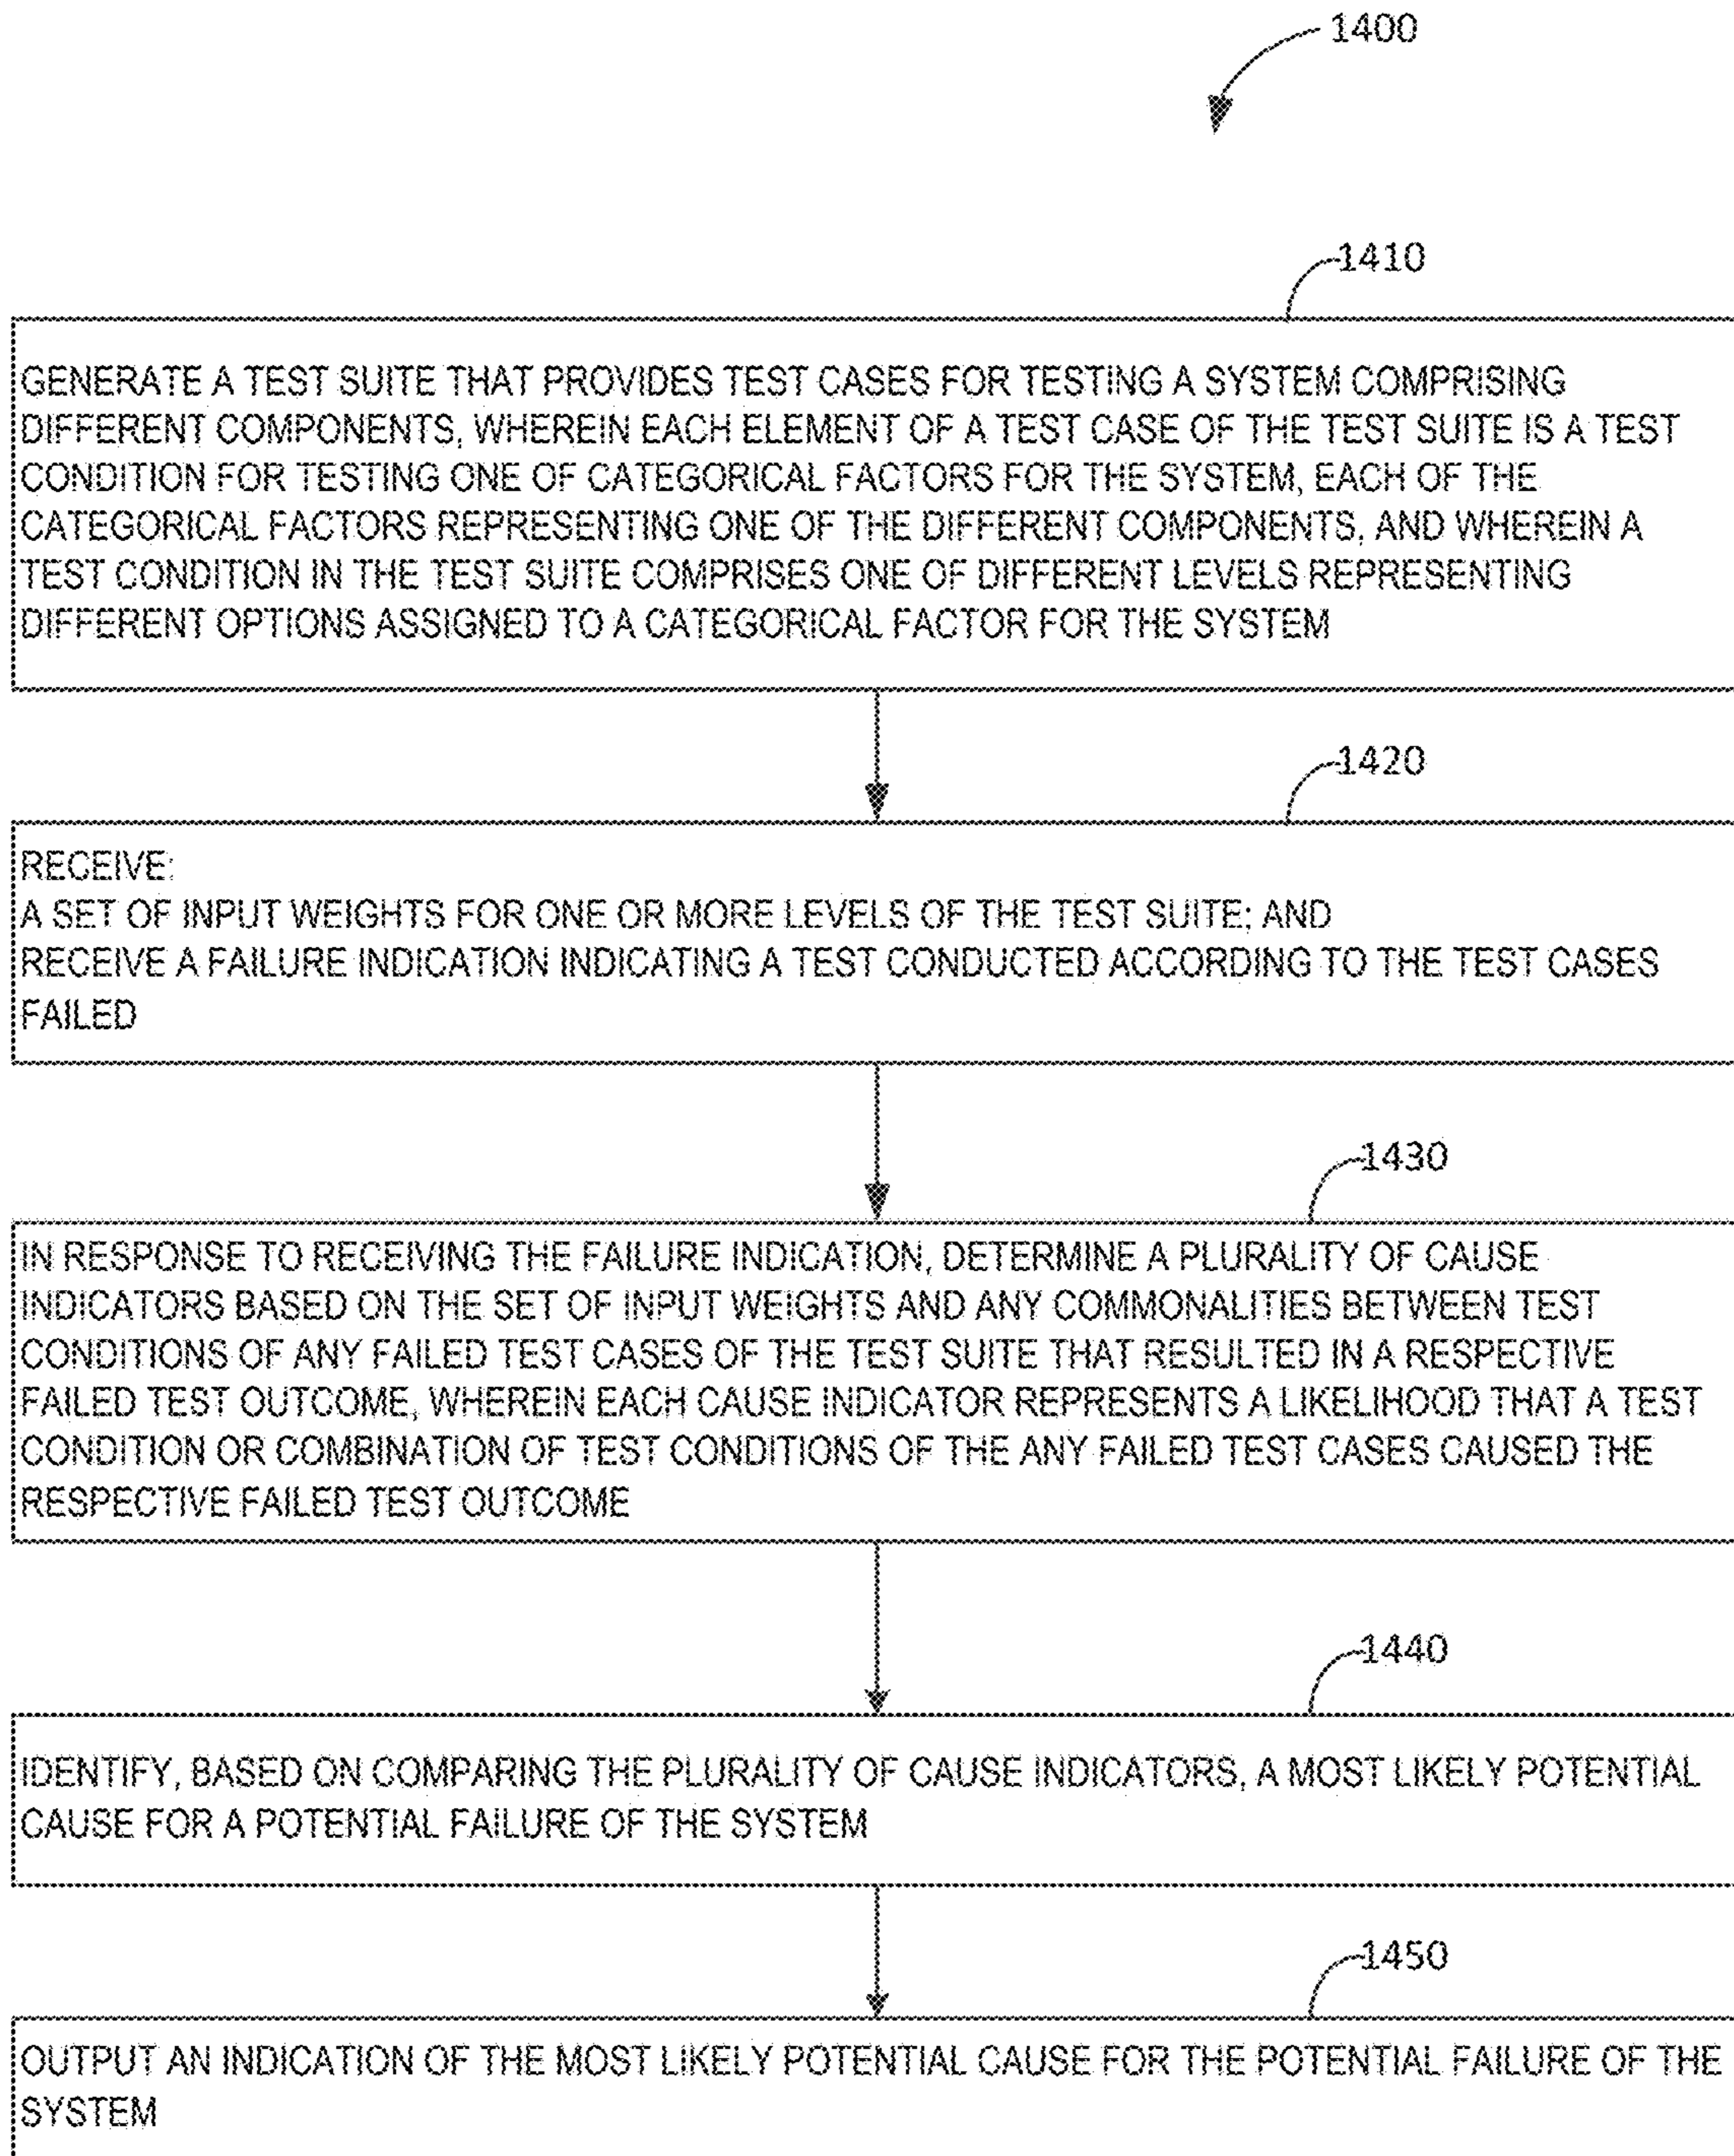 1400
1410
GENERATE A TEST SUITE THAT PROVIDES TEST CASES FOR TESTING A SYSTEM COMPRISING
DIFFERENT COMPONENTS, WHEREIN EACH ELEMENT OF A TEST CASE OF THE TEST SUITE IS A TEST
CONDITION FOR TESTING ONE OF CATEGORICAL FACTORS FOR THE SYSTEM, EACH OF THE
CATEGORICAL FACTORS REPRESENTING ONE OF THE DIFFERENT COMPONENTS, AND WHEREIN A
TEST CONDITION IN THE TEST SUITE COMPRISES ONE OF DIFFERENT LEVELS REPRESENTING
DIFFERENT OPTIONS ASSIGNED TO A CATEGORICAL FACTOR FOR THE SYSTEM
1420
RECEIVE:
A SET OF INPUT WEIGHTS FOR ONE OR MORE LEVELS OF THE TEST SUITE; AND
RECEIVE A FAILURE INDICATION INDICATING A TEST CONDUCTED ACCORDING TO THE TEST CASES
FAILED
1430
IN RESPONSE TO RECEIVING THE FAILURE INDICATION, DETERMINE A PLURALITY OF CAUSE
INDICATORS BASED ON THE SET OF INPUT WEIGHTS AND ANY COMMONALITIES BETWEEN TEST
CONDITIONS OF ANY FAILED TEST CASES OF THE TEST SUITE THAT RESULTED IN A RESPECTIVE
FAILED TEST OUTCOME, WHEREIN EACH CAUSE INDICATOR REPRESENTS A LIKELIHOOD THAT A TEST
CONDITION OR COMBINATION OF TEST CONDITIONS OF THE ANY FAILED TEST CASES CAUSED THE
RESPECTIVE FAILED TEST OUTCOME
1440
IDENTIFY, BASED ON COMPARING THE PLURALITY OF CAUSE INDICATORS, A MOST LIKELY POTENTIAL
CAUSE FOR A POTENTIAL FAILURE OF THE SYSTEM
1450
OUTPUT AN INDICATION OF THE MOST LIKELY POTENTIAL CAUSE FOR THE POTENTIAL FAILURE OF THE
SYSTEM